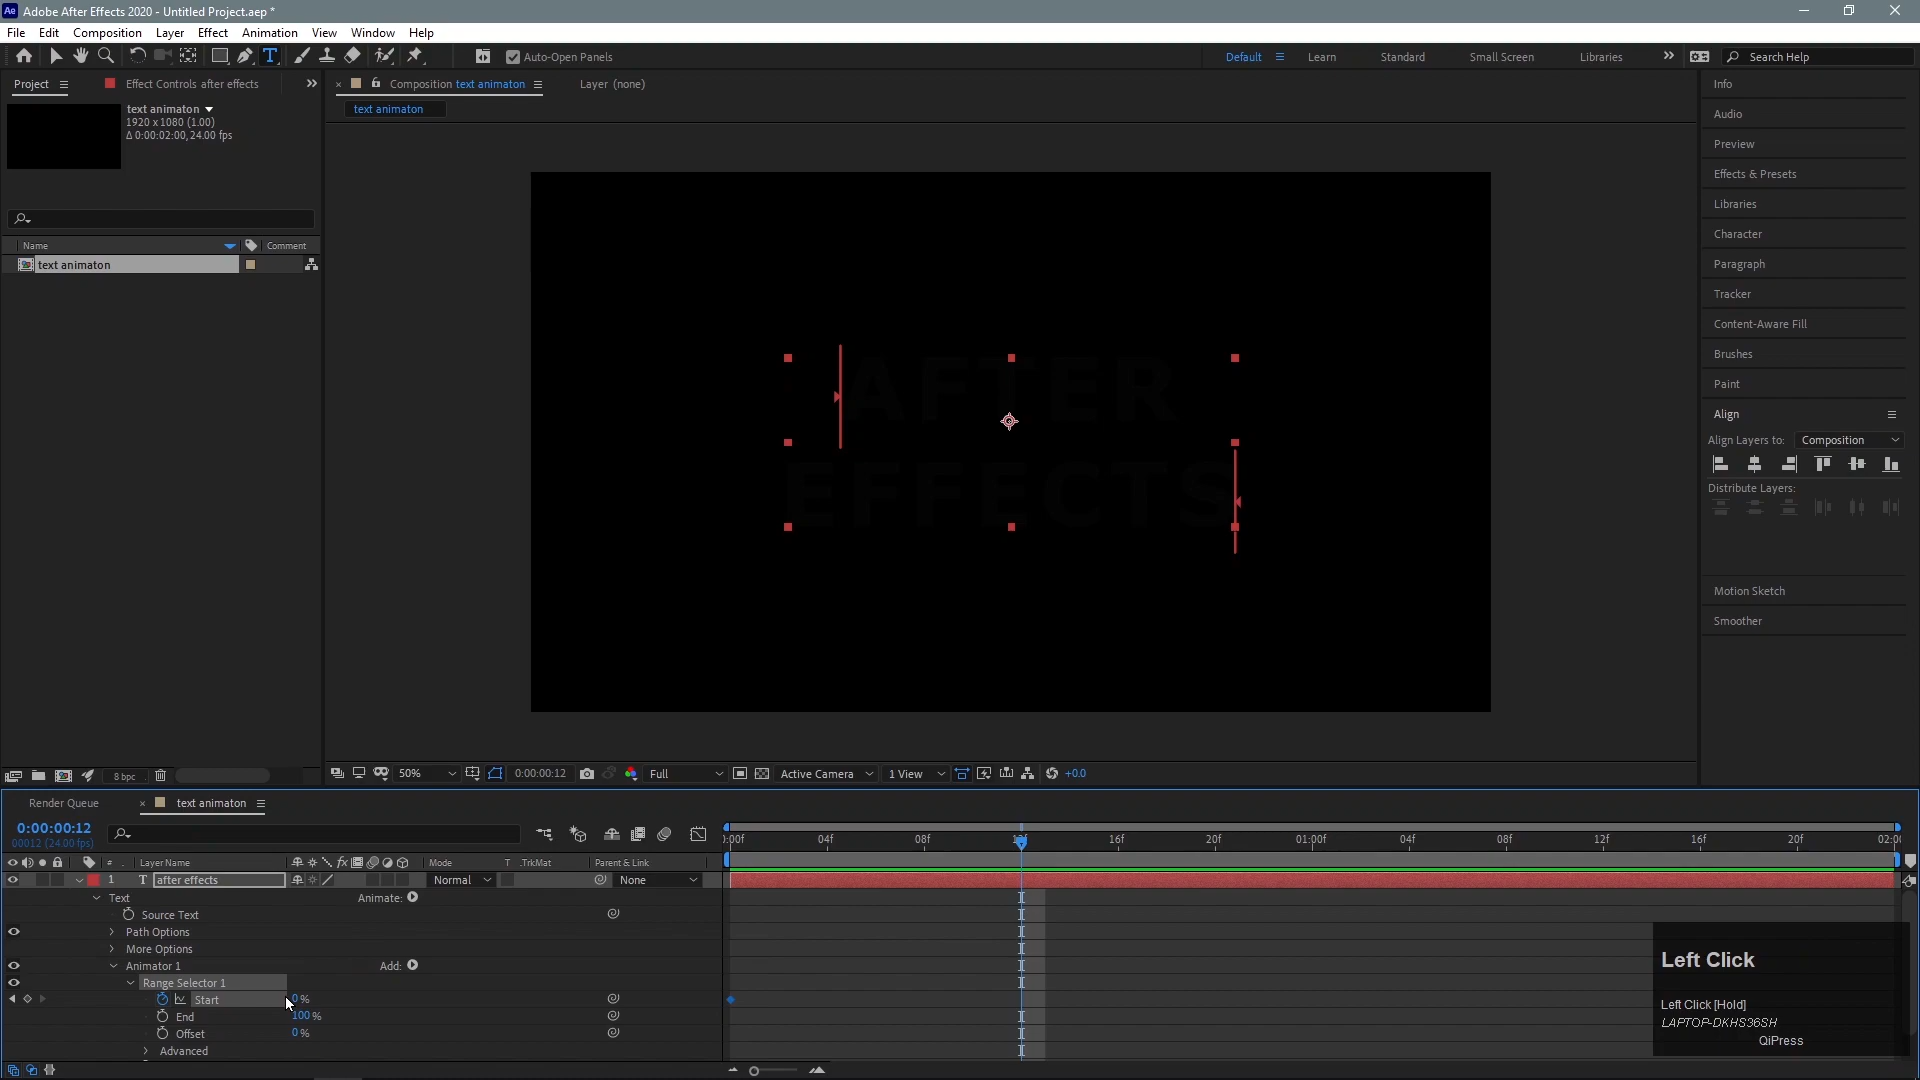 Adobe After Effects 2020 - Untitled Project.aep *
File Edit Composition Layer Effect Animation View Window Help
Auto-Open Panels
Default Learn Standard Small Screen Libraries Search Help
Project Effect Controls after effects
text animaton
1920 x 1080 (1.00)
Δ 0:00:02:00, 24.00 fps
Name Comment
text animaton
8 bpc
Composition text animaton Layer (none)
text animaton
AFTER
EFFECTS
50% 0:00:00:12 Full Active Camera 1 View +0.0
Info
Audio
Preview
Effects & Presets
Libraries
Character
Paragraph
Tracker
Content-Aware Fill
Brushes
Paint
Align
Align Layers to: Composition
Distribute Layers:
Motion Sketch
Smoother
Render Queue text animaton
0:00:00:12
00012 (24.00 fps)
# Layer Name Mode T .TrkMat Parent & Link
1 T after effects Normal None
Text Animate:
Source Text
Path Options
More Options
Animator 1 Add:
Range Selector 1
Start 0 %
End 100 %
Offset 0 %
Advanced
:00f 04f 08f 12f 16f 20f 01:00f 04f 08f 12f 16f 20f 02:0
Left Click
Left Click [Hold]
LAPTOP-DKHS36SH
QiPress